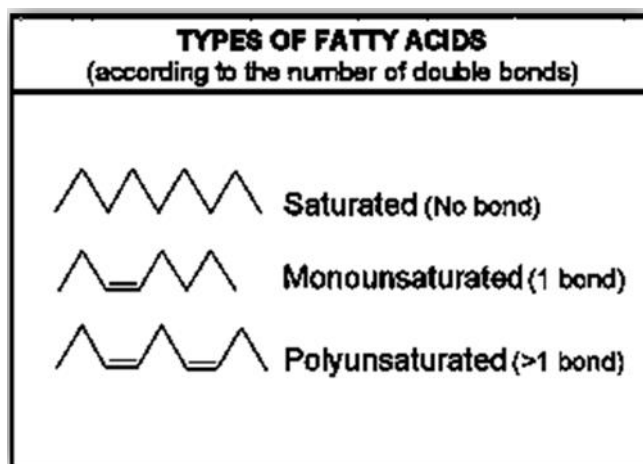 TYPES OF FATTY ACIDS
(according to the number of double bonds)
Saturated (No bond)
Monounsaturated (1 bond)
Polyunsaturated (>1 bond)